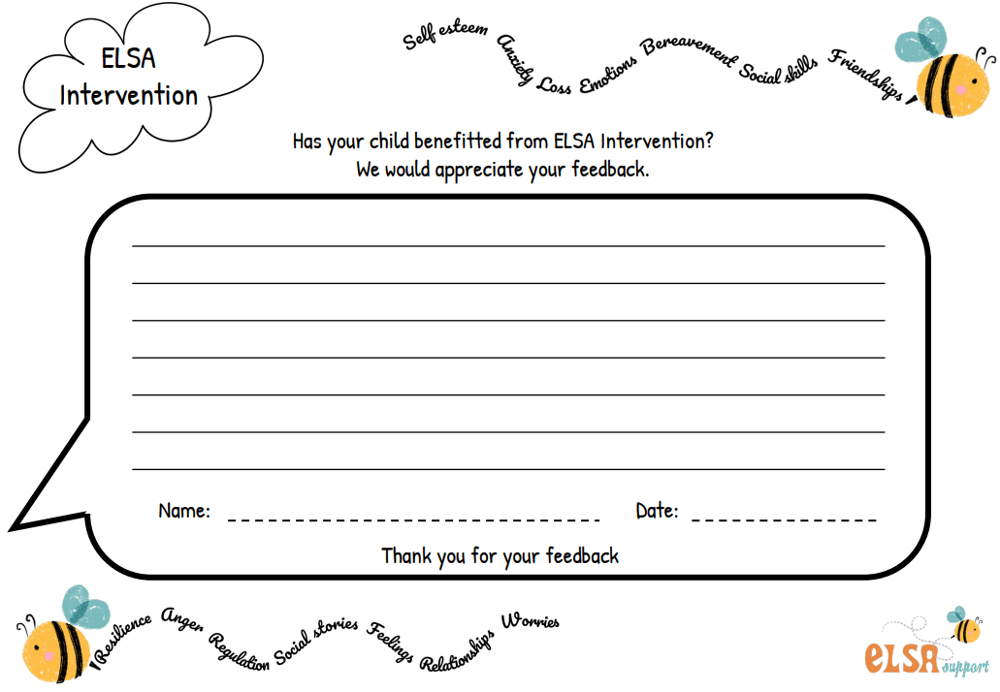 ELSA
Intervention
Self esteem Anxiety Loss Emotions Bereavement Social skills Friendships
Has your child benefitted from ELSA Intervention?
We would appreciate your feedback.
Name:
Date:
Thank you for your feedback
Resilience Anger Regulation Social stories Feelings Relationships Worries
eLSA support